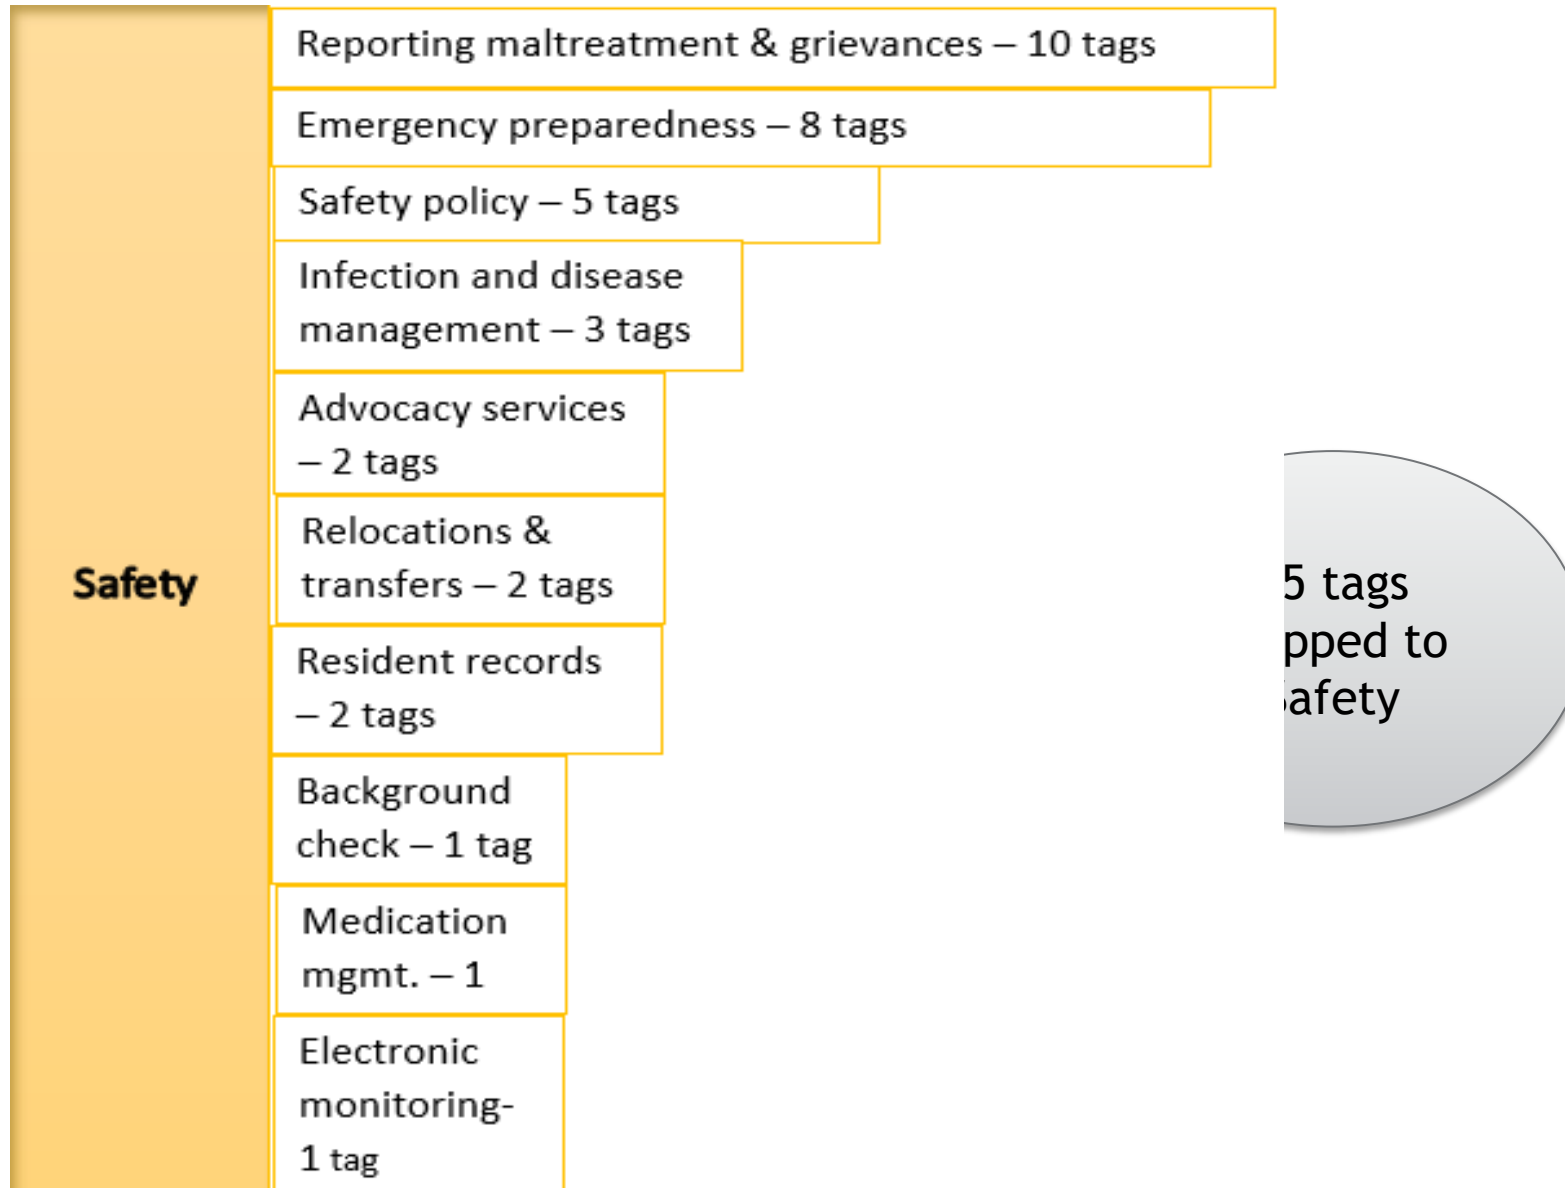 Safety
Reporting maltreatment & grievances – 10 tags
Emergency preparedness – 8 tags
Safety policy – 5 tags
Infection and disease
management – 3 tags
Advocacy services
– 2 tags
Relocations &
transfers – 2 tags
Resident records
– 2 tags
Background
check – 1 tag
Medication
mgmt. – 1
Electronic
monitoring-
1 tag
5 tags
pped to
afety